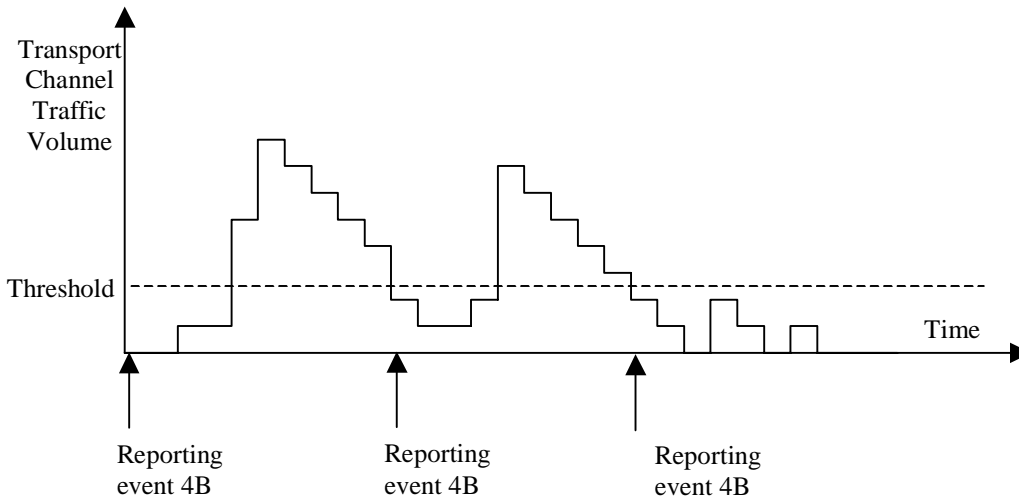 Transport
Channel
Traffic
Volume
Threshold
Time
Reporting
event 4B
Reporting
event 4B
Reporting
event 4B